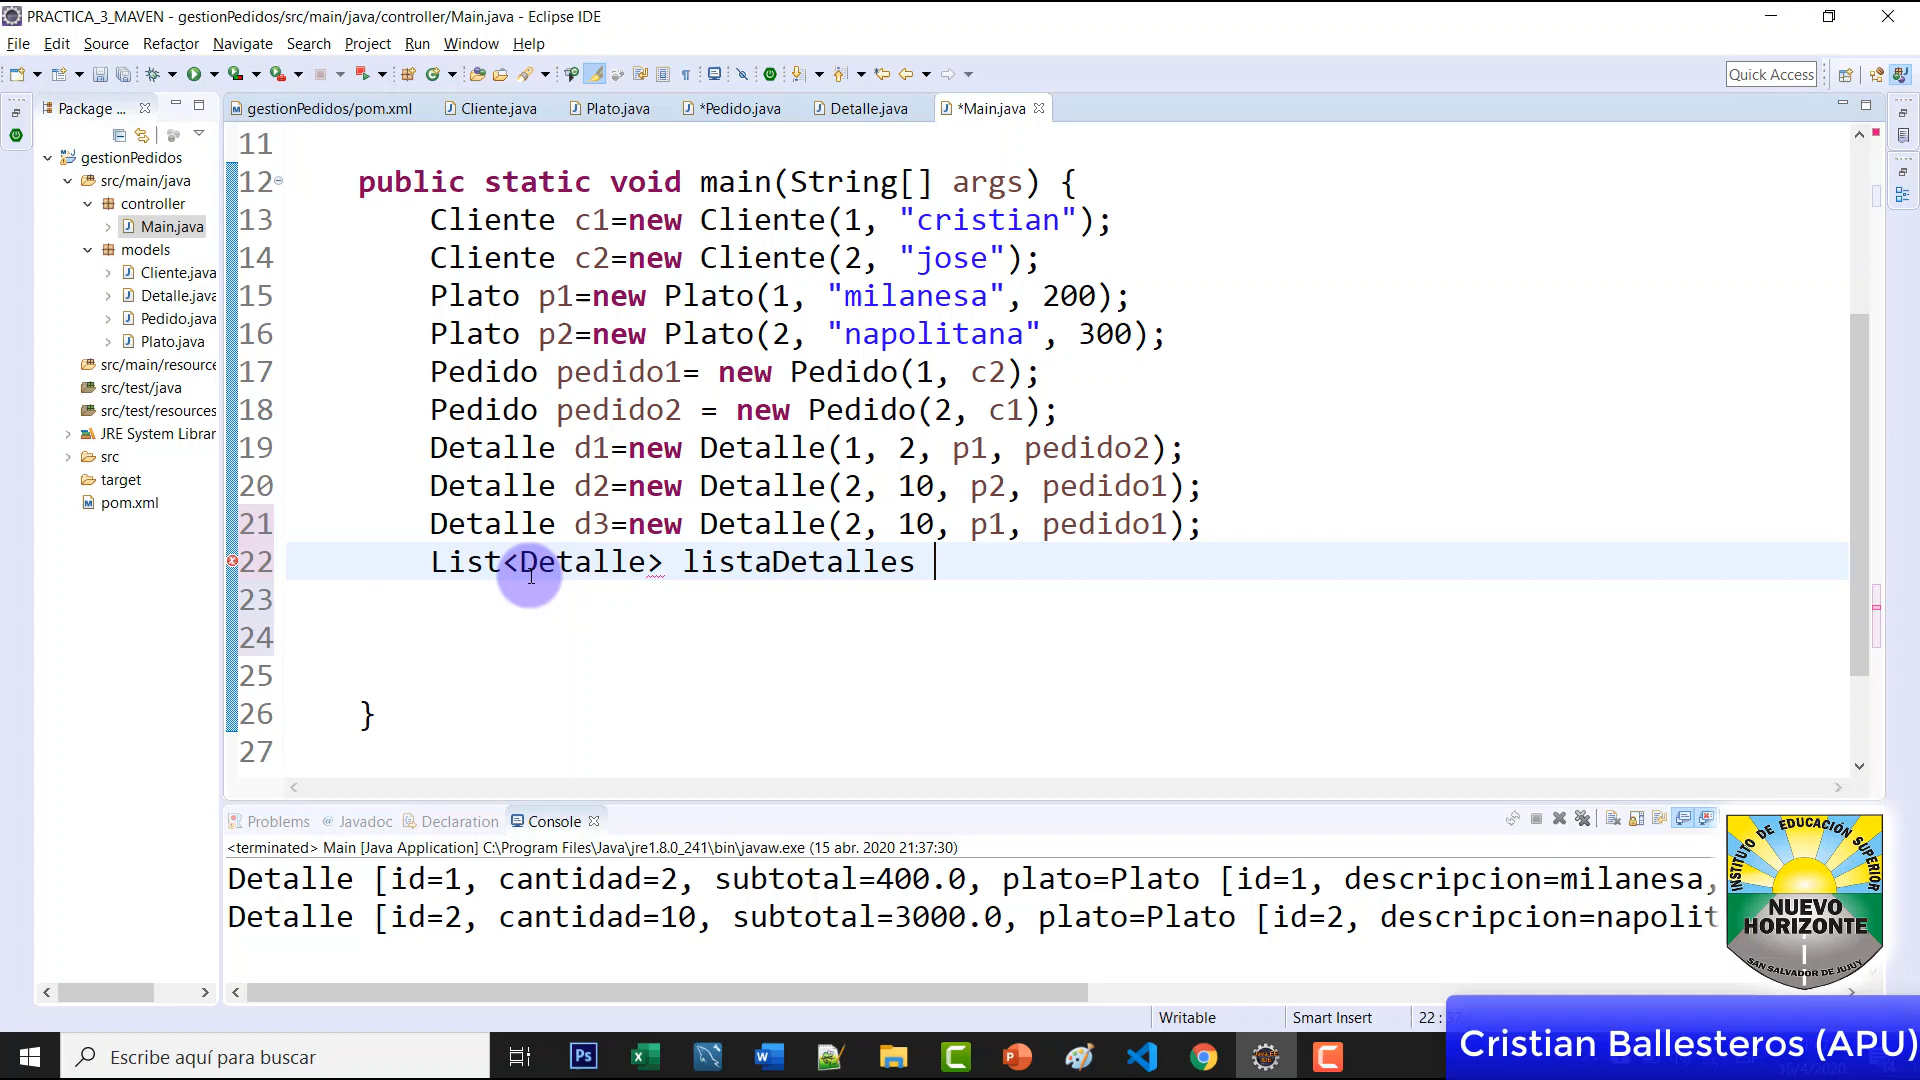 PRACTICA_3_MAVEN - gestionPedidos/src/main/java/controller/Main.java - Eclipse IDE
File Edit Source Refactor Navigate Search Project Run Window Help
Quick Access
Package ...
gestionPedidos/pom.xml Cliente.java Plato.java *Pedido.java Detalle.java *Main.java
gestionPedidos
src/main/java
controller
Main.java
models
Cliente.java
Detalle.java
Pedido.java
Plato.java
src/main/resource
src/test/java
src/test/resources
JRE System Librar
src
target
pom.xml
11
12 public static void main(String[] args) {
13 Cliente c1=new Cliente(1, "cristian");
14 Cliente c2=new Cliente(2, "jose");
15 Plato p1=new Plato(1, "milanesa", 200);
16 Plato p2=new Plato(2, "napolitana", 300);
17 Pedido pedido1= new Pedido(1, c2);
18 Pedido pedido2 = new Pedido(2, c1);
19 Detalle d1=new Detalle(1, 2, p1, pedido2);
20 Detalle d2=new Detalle(2, 10, p2, pedido1);
21 Detalle d3=new Detalle(2, 10, p1, pedido1);
22 List<Detalle> listaDetalles
23
24
25
26 }
27
Problems @ Javadoc Declaration Console
<terminated> Main [Java Application] C:\Program Files\Java\jre1.8.0_241\bin\javaw.exe (15 abr. 2020 21:37:30)
Detalle [id=1, cantidad=2, subtotal=400.0, plato=Plato [id=1, descripcion=milanesa,
Detalle [id=2, cantidad=10, subtotal=3000.0, plato=Plato [id=2, descripcion=napolit
INSTITUTO DE EDUCACIÓN SUPERIOR
NUEVO
HORIZONTE
SAN SALVADOR DE JUJUY
Writable Smart Insert 22 :
Cristian Ballesteros (APU)
Escribe aquí para buscar